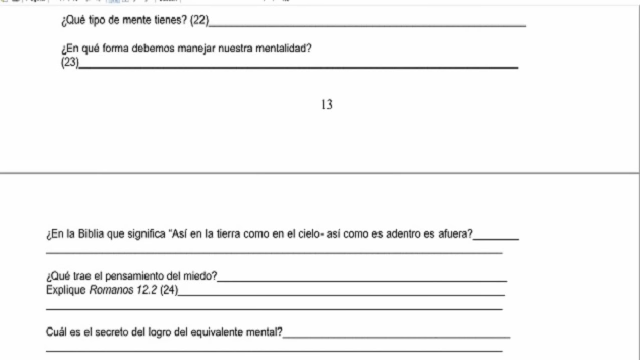 ¿Qué tipo de mente tienes? (22)
¿En qué forma debemos manejar nuestra mentalidad?
(23)
13
¿En la Biblia que significa "Así en la tierra como en el cielo- así como es adentro es afuera?
¿Qué trae el pensamiento del miedo?
Explique Romanos 12.2 (24)
Cuál es el secreto del logro del equivalente mental?